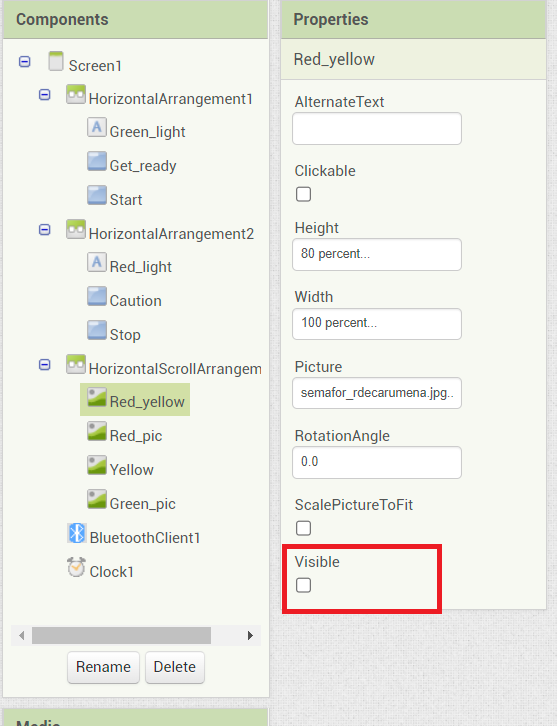 Components
Screen1
HorizontalArrangement1
A Green_light
Get_ready
Start
HorizontalArrangement2
A Red_light
Caution
Stop
HorizontalScrollArrangem
Red_yellow
Red_pic
Yellow
Green_pic
BluetoothClient1
Clock1
Rename Delete
Properties
Red_yellow
AlternateText
Clickable
Height
80 percent...
Width
100 percent...
Picture
semafor_rdecarumena.jpg..
RotationAngle
0.0
ScalePictureToFit
Visible